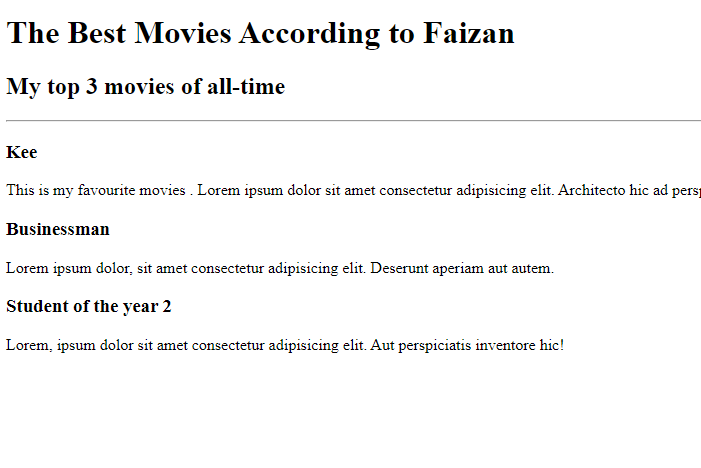 The Best Movies According to Faizan
My top 3 movies of all-time
Kee
This is my favourite movies . Lorem ipsum dolor sit amet consectetur adipisicing elit. Architecto hic ad
Businessman
Lorem ipsum dolor, sit amet consectetur adipisicing elit. Deserunt aperiam aut autem.
Student of the year 2
Lorem, ipsum dolor sit amet consectetur adipisicing elit. Aut perspiciatis inventore hic!